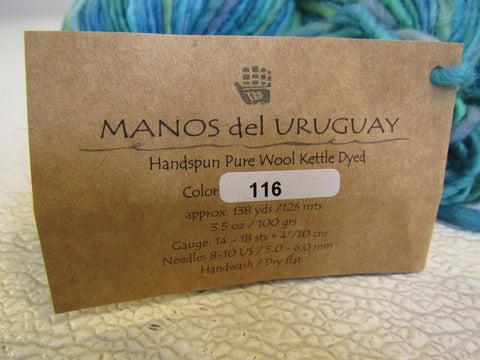 MANOS del URUGUAY
Handspun Pure Wool Kettle Dyed
Color 116
approx. 138 yds /126 mts
3.5 oz / 100 grs
Gauge: 14 - 18 sts = 4"/10 cm
Needles 8-10 US / 5.0 - 6.0 mm
Handwash / Dry flat